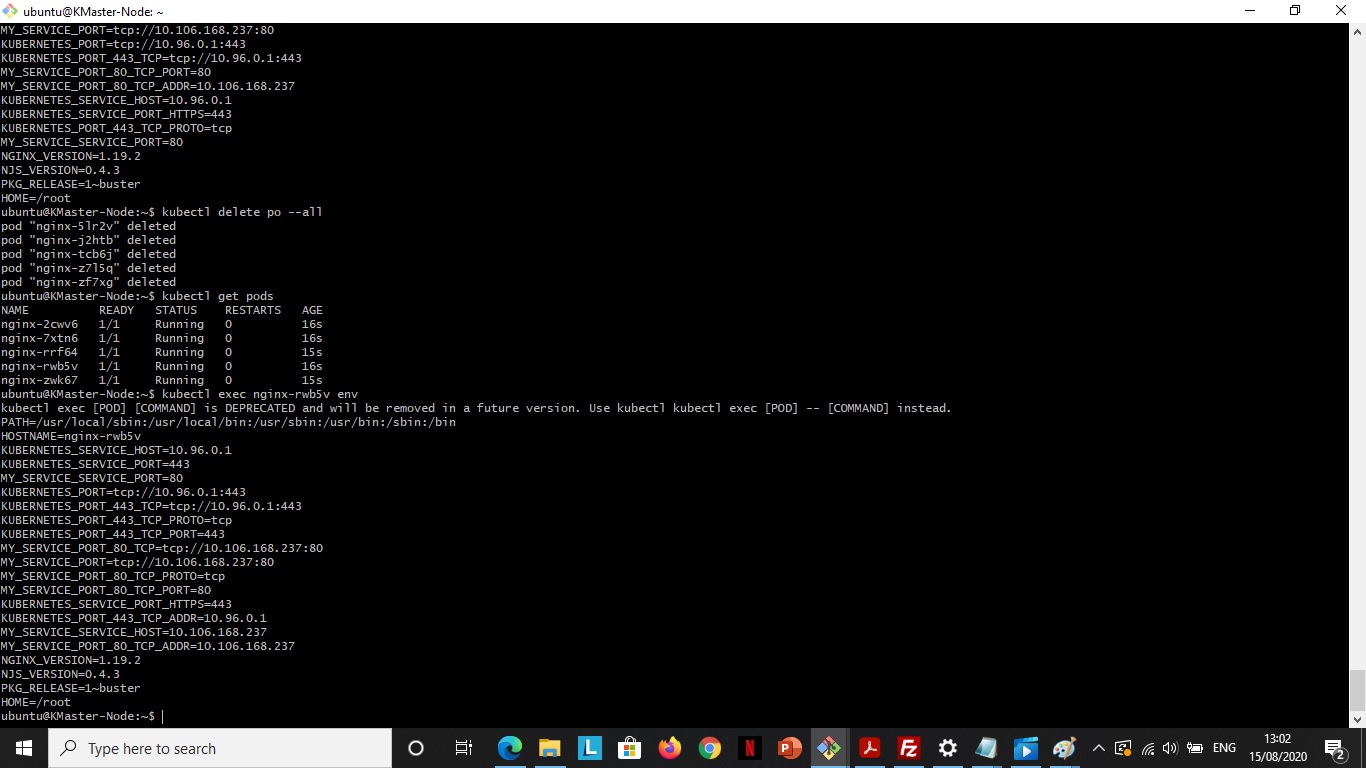 ubuntu@KMaster-Node: ~
MY_SERVICE_PORT=tcp://10.106.168.237:80
KUBERNETES_PORT=tcp://10.96.0.1:443
KUBERNETES_PORT_443_TCP=tcp://10.96.0.1:443
MY_SERVICE_PORT_80_TCP_PORT=80
MY_SERVICE_PORT_80_TCP_ADDR=10.106.168.237
KUBERNETES_SERVICE_HOST=10.96.0.1
KUBERNETES_SERVICE_PORT_HTTPS=443
KUBERNETES_PORT_443_TCP_PROTO=tcp
MY_SERVICE_SERVICE_PORT=80
NGINX_VERSION=1.19.2
NJS_VERSION=0.4.3
PKG_RELEASE=1~buster
HOME=/root
ubuntu@KMaster-Node:~$ kubectl delete po --all
pod "nginx-5lr2v" deleted
pod "nginx-j2htb" deleted
pod "nginx-tcb6j" deleted
pod "nginx-z7l5q" deleted
pod "nginx-zf7xg" deleted
ubuntu@KMaster-Node:~$ kubectl get pods
NAME READY STATUS RESTARTS AGE
nginx-2cwv6 1/1 Running 0 16s
nginx-7xtn6 1/1 Running 0 16s
nginx-rrf64 1/1 Running 0 15s
nginx-rwb5v 1/1 Running 0 16s
nginx-zwk67 1/1 Running 0 15s
ubuntu@KMaster-Node:~$ kubectl exec nginx-rwb5v env
kubectl exec [POD] [COMMAND] is DEPRECATED and will be removed in a future version. Use kubectl kubectl exec [POD] -- [COMMAND] instead.
PATH=/usr/local/sbin:/usr/local/bin:/usr/sbin:/usr/bin:/sbin:/bin
HOSTNAME=nginx-rwb5v
KUBERNETES_SERVICE_HOST=10.96.0.1
KUBERNETES_SERVICE_PORT=443
MY_SERVICE_SERVICE_PORT=80
KUBERNETES_PORT=tcp://10.96.0.1:443
KUBERNETES_PORT_443_TCP=tcp://10.96.0.1:443
KUBERNETES_PORT_443_TCP_PROTO=tcp
KUBERNETES_PORT_443_TCP_PORT=443
MY_SERVICE_PORT_80_TCP=tcp://10.106.168.237:80
MY_SERVICE_PORT=tcp://10.106.168.237:80
MY_SERVICE_PORT_80_TCP_PROTO=tcp
MY_SERVICE_PORT_80_TCP_PORT=80
KUBERNETES_SERVICE_PORT_HTTPS=443
KUBERNETES_PORT_443_TCP_ADDR=10.96.0.1
MY_SERVICE_SERVICE_HOST=10.106.168.237
MY_SERVICE_PORT_80_TCP_ADDR=10.106.168.237
NGINX_VERSION=1.19.2
NJS_VERSION=0.4.3
PKG_RELEASE=1~buster
HOME=/root
ubuntu@KMaster-Node:~$
Type here to search
L
N
P
Fz
ENG
13:02
15/08/2020
2